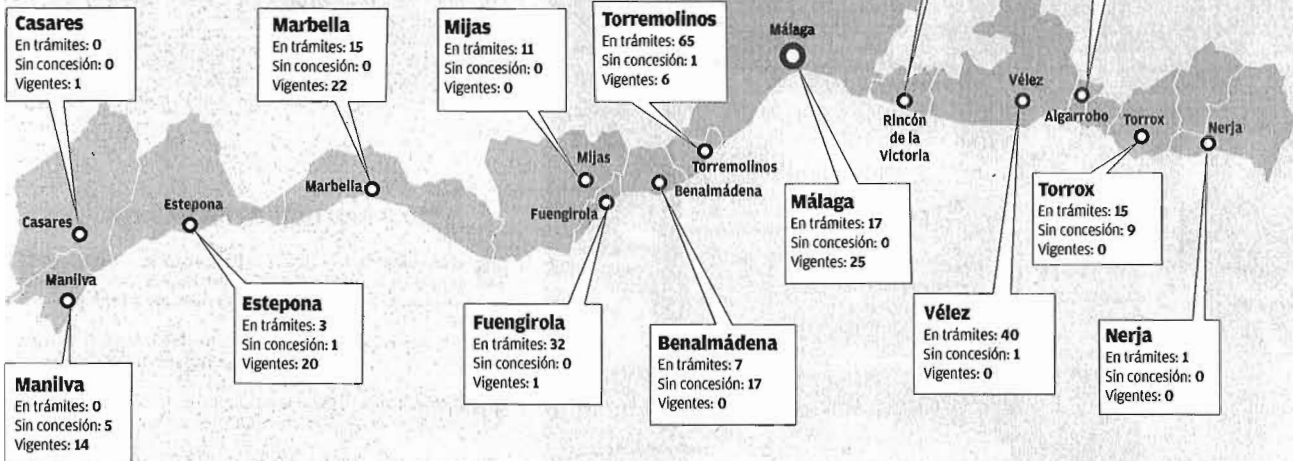 Casares
En trámites: 0
Sin concesión: 0
Vigentes: 1
Marbella
En trámites: 15
Sin concesión: 0
Vigentes: 22
Mijas
En trámites: 11
Sin concesión: 0
Vigentes: 0
Torremolinos
En trámites: 65
Sin concesión: 1
Vigentes: 6
Málaga
Vélez
Rincón
de la
Victoria
Algarrobo
Torrox
Nerja
Mijas
Torremolinos
Marbella
Benalmádena
Estepona
Fuengirola
Casares
Manilva
Málaga
En trámites: 17
Sin concesión: 0
Vigentes: 25
Torrox
En trámites: 15
Sin concesión: 9
Vigentes: 0
Estepona
En trámites: 3
Sin concesión: 1
Vigentes: 20
Fuengirola
En trámites: 32
Sin concesión: 0
Vigentes: 1
Benalmádena
En trámites: 7
Sin concesión: 17
Vigentes: 0
Vélez
En trámites: 40
Sin concesión: 1
Vigentes: 0
Nerja
En trámites: 1
Sin concesión: 0
Vigentes: 0
Manilva
En trámites: 0
Sin concesión: 5
Vigentes: 14